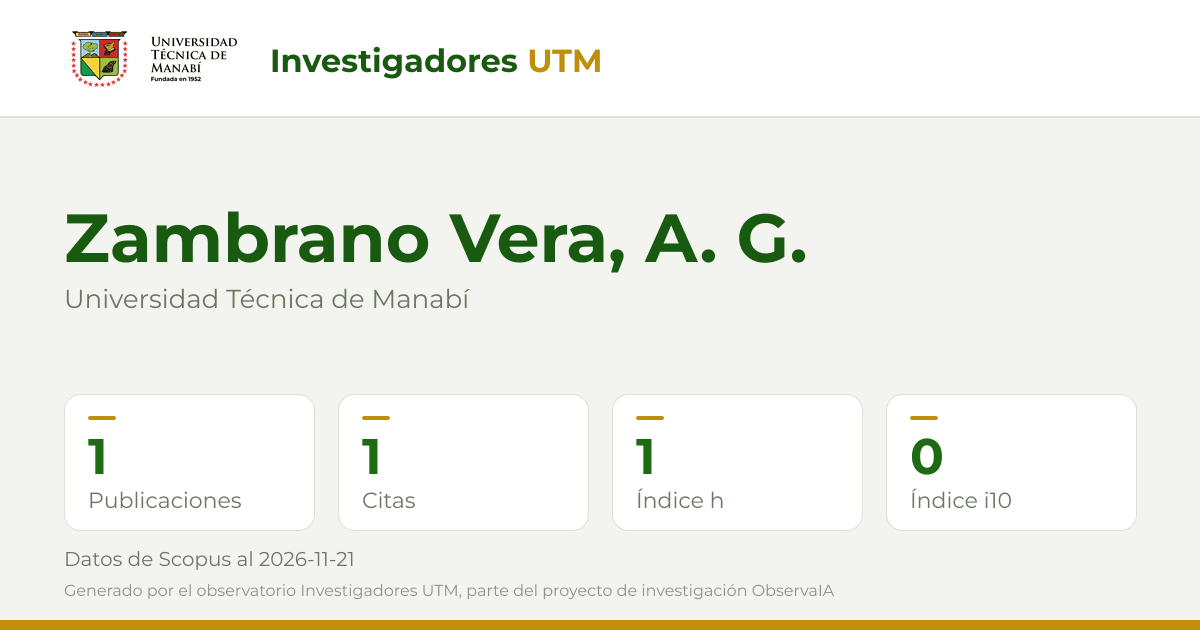 UNIVERSIDAD
TÉCNICA DE
MANABÍ
Fundada en 1952
Investigadores UTM
Zambrano Vera, A. G.
Universidad Técnica de Manabí
1
Publicaciones
1
Citas
1
Índice h
0
Índice i10
Datos de Scopus al 2026-11-21
Generado por el observatorio Investigadores UTM, parte del proyecto de investigación ObservaIA